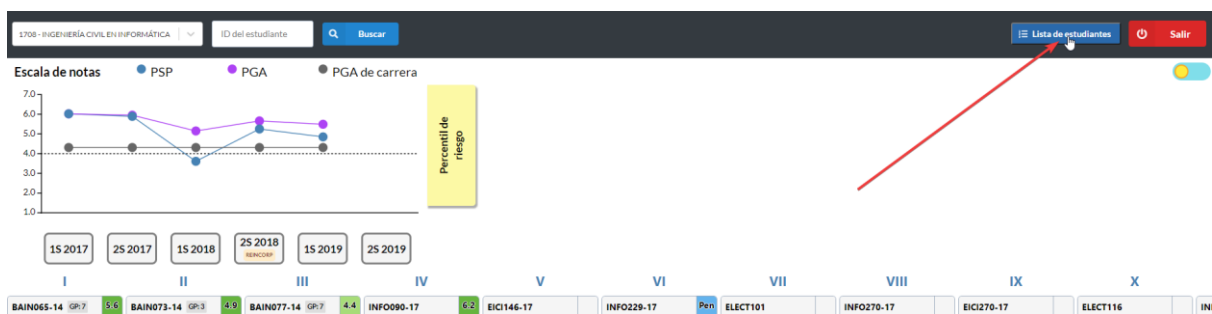 1708 - INGENIERÍA CIVIL EN INFORMÁTICA
ID del estudiante
Buscar
Lista de estudiantes
Salir
Escala de notas
PSP
PGA
PGA de carrera
7.0
6.0
5.0
4.0
3.0
2.0
1.0
Percentil de
riesgo
1S 2017
2S 2017
1S 2018
2S 2018
REINCORP
1S 2019
2S 2019
I II III IV V VI VII VIII IX X
BAIN065-14 GP:7 5.6 BAIN073-14 GP:3 4.9 BAIN077-14 GP:7 4.4 INFO090-17 6.2 EICI146-17 INFO229-17 Pen ELECT101 INFO270-17 EICI270-17 ELECT116